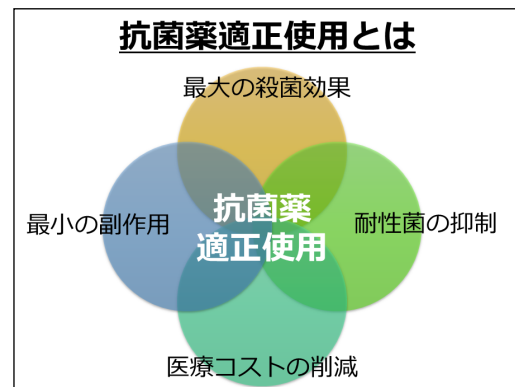 抗菌薬適正使用とは
最大の殺菌効果
最小の副作用
抗菌薬
適正使用
耐性菌の抑制
医療コストの削減